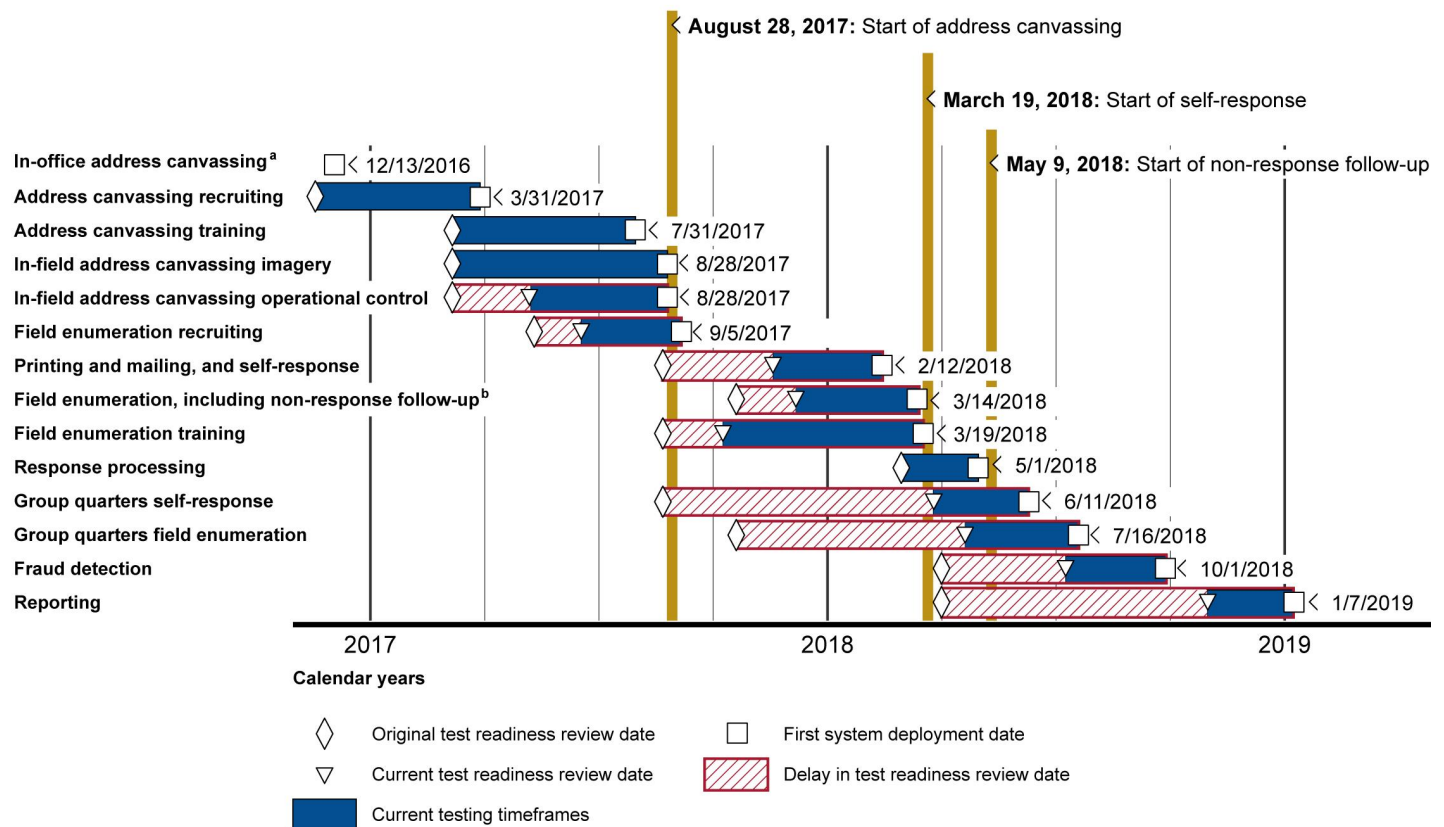 August 28, 2017: Start of address canvassing
March 19, 2018: Start of self-response
May 9, 2018: Start of non-response follow-up
In-office address canvassing a 12/13/2016
Address canvassing recruiting 3/31/2017
Address canvassing training 7/31/2017
In-field address canvassing imagery 8/28/2017
In-field address canvassing operational control 8/28/2017
Field enumeration recruiting 9/5/2017
Printing and mailing, and self-response 2/12/2018
Field enumeration, including non-response follow-up b 3/14/2018
Field enumeration training 3/19/2018
Response processing 5/1/2018
Group quarters self-response 6/11/2018
Group quarters field enumeration 7/16/2018
Fraud detection 10/1/2018
Reporting 1/7/2019
2017 2018 2019
Calendar years
Original test readiness review date First system deployment date
Current test readiness review date Delay in test readiness review date
Current testing timeframes